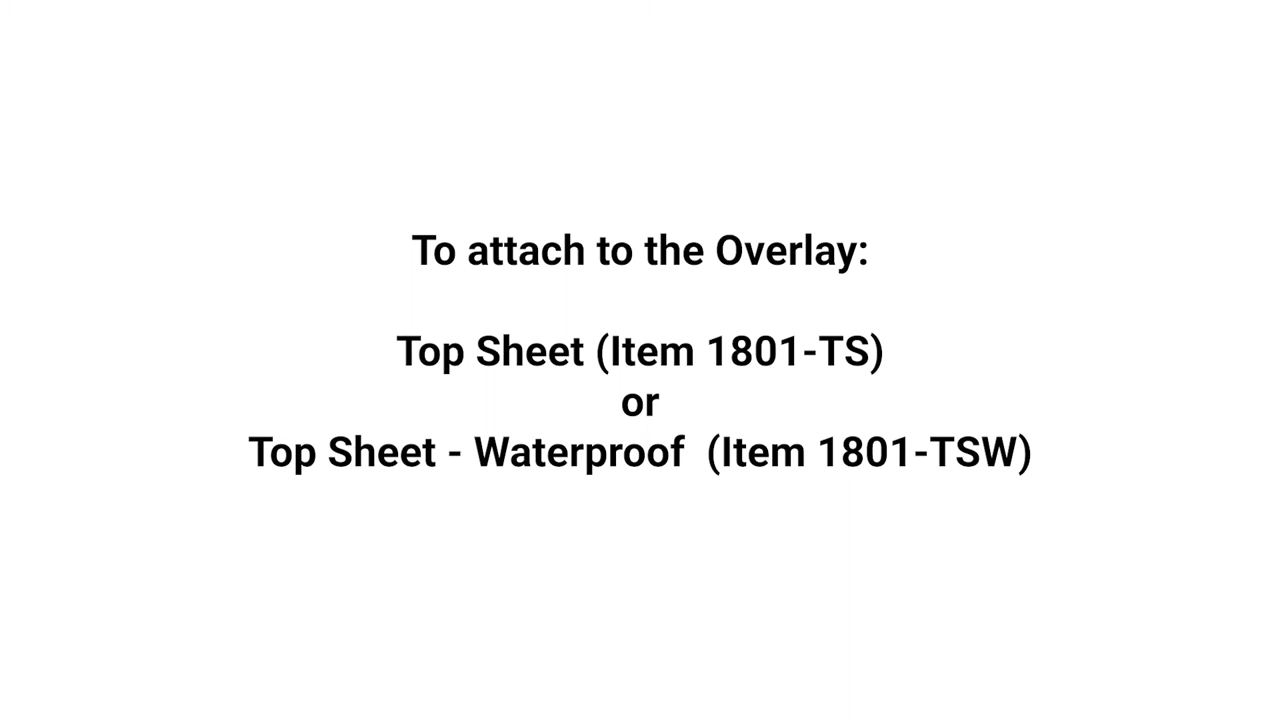 To attach to the Overlay:
Top Sheet (Item 1801-TS)
or
Top Sheet - Waterproof  (Item 1801-TSW)